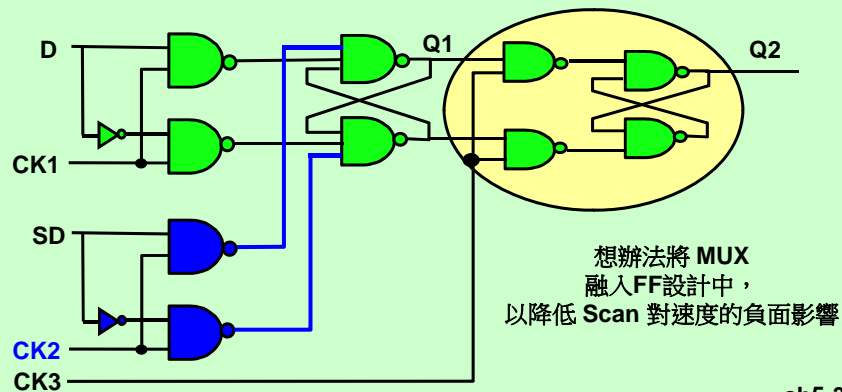 D
CK1
SD
CK2
CK3
Q1
Q2
想辦法將 MUX
融入FF設計中，
以降低 Scan 對速度的負面影響